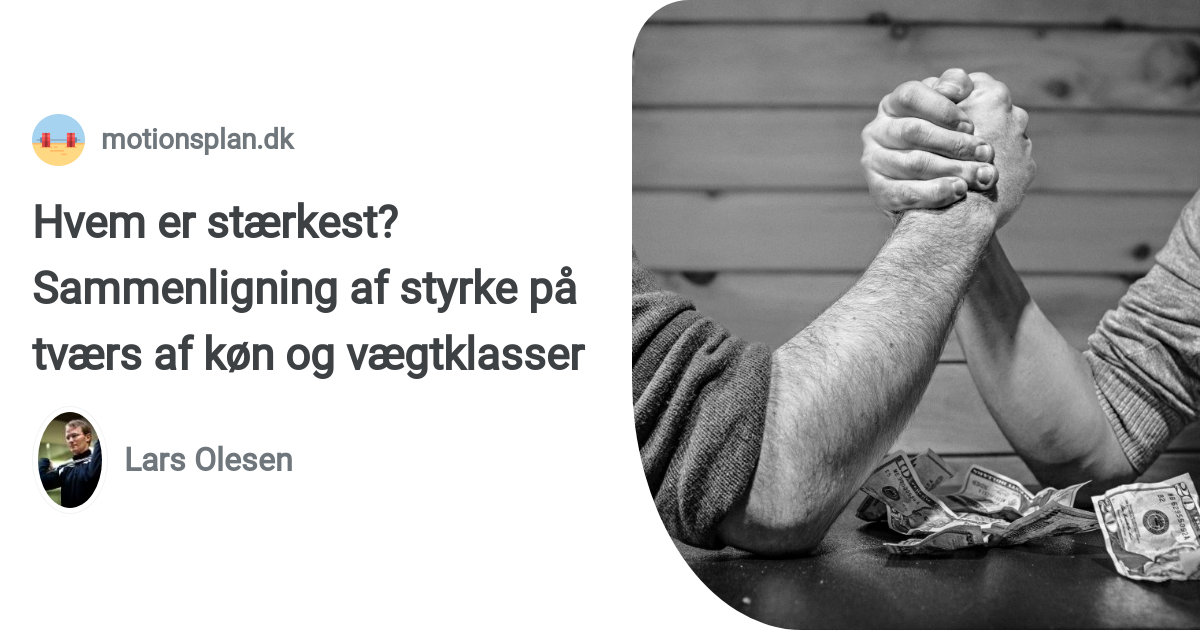 motionsplan.dk
Hvem er stærkest?
Sammenligning af styrke på
tværs af køn og vægtklasser
Lars Olesen